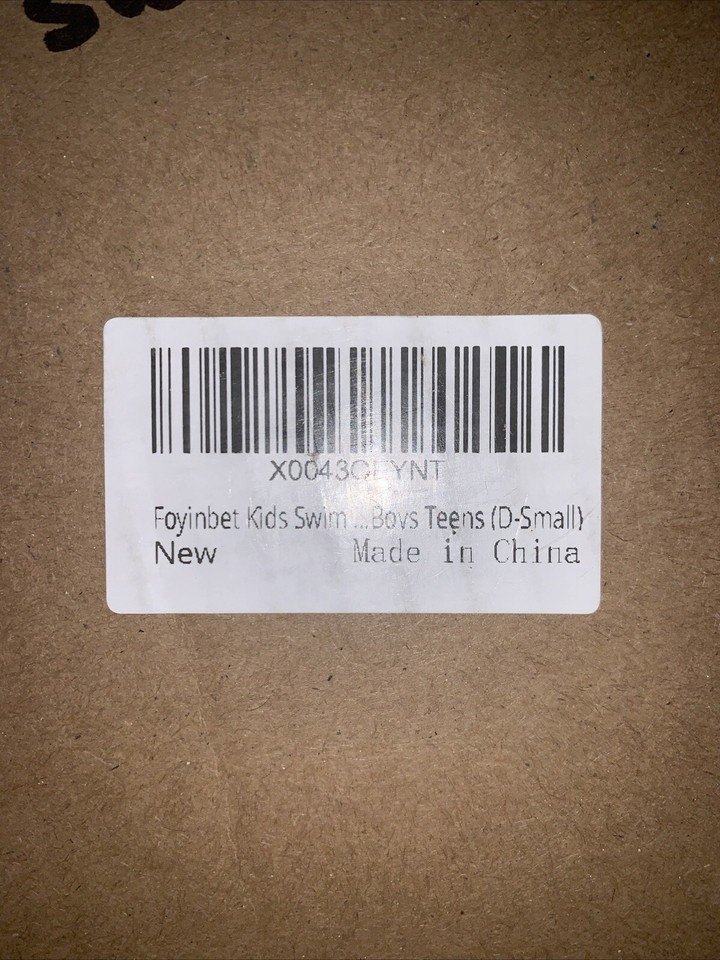 Foyinbet Kids Swim ...Boys Teens (D-Small)
New Made in China